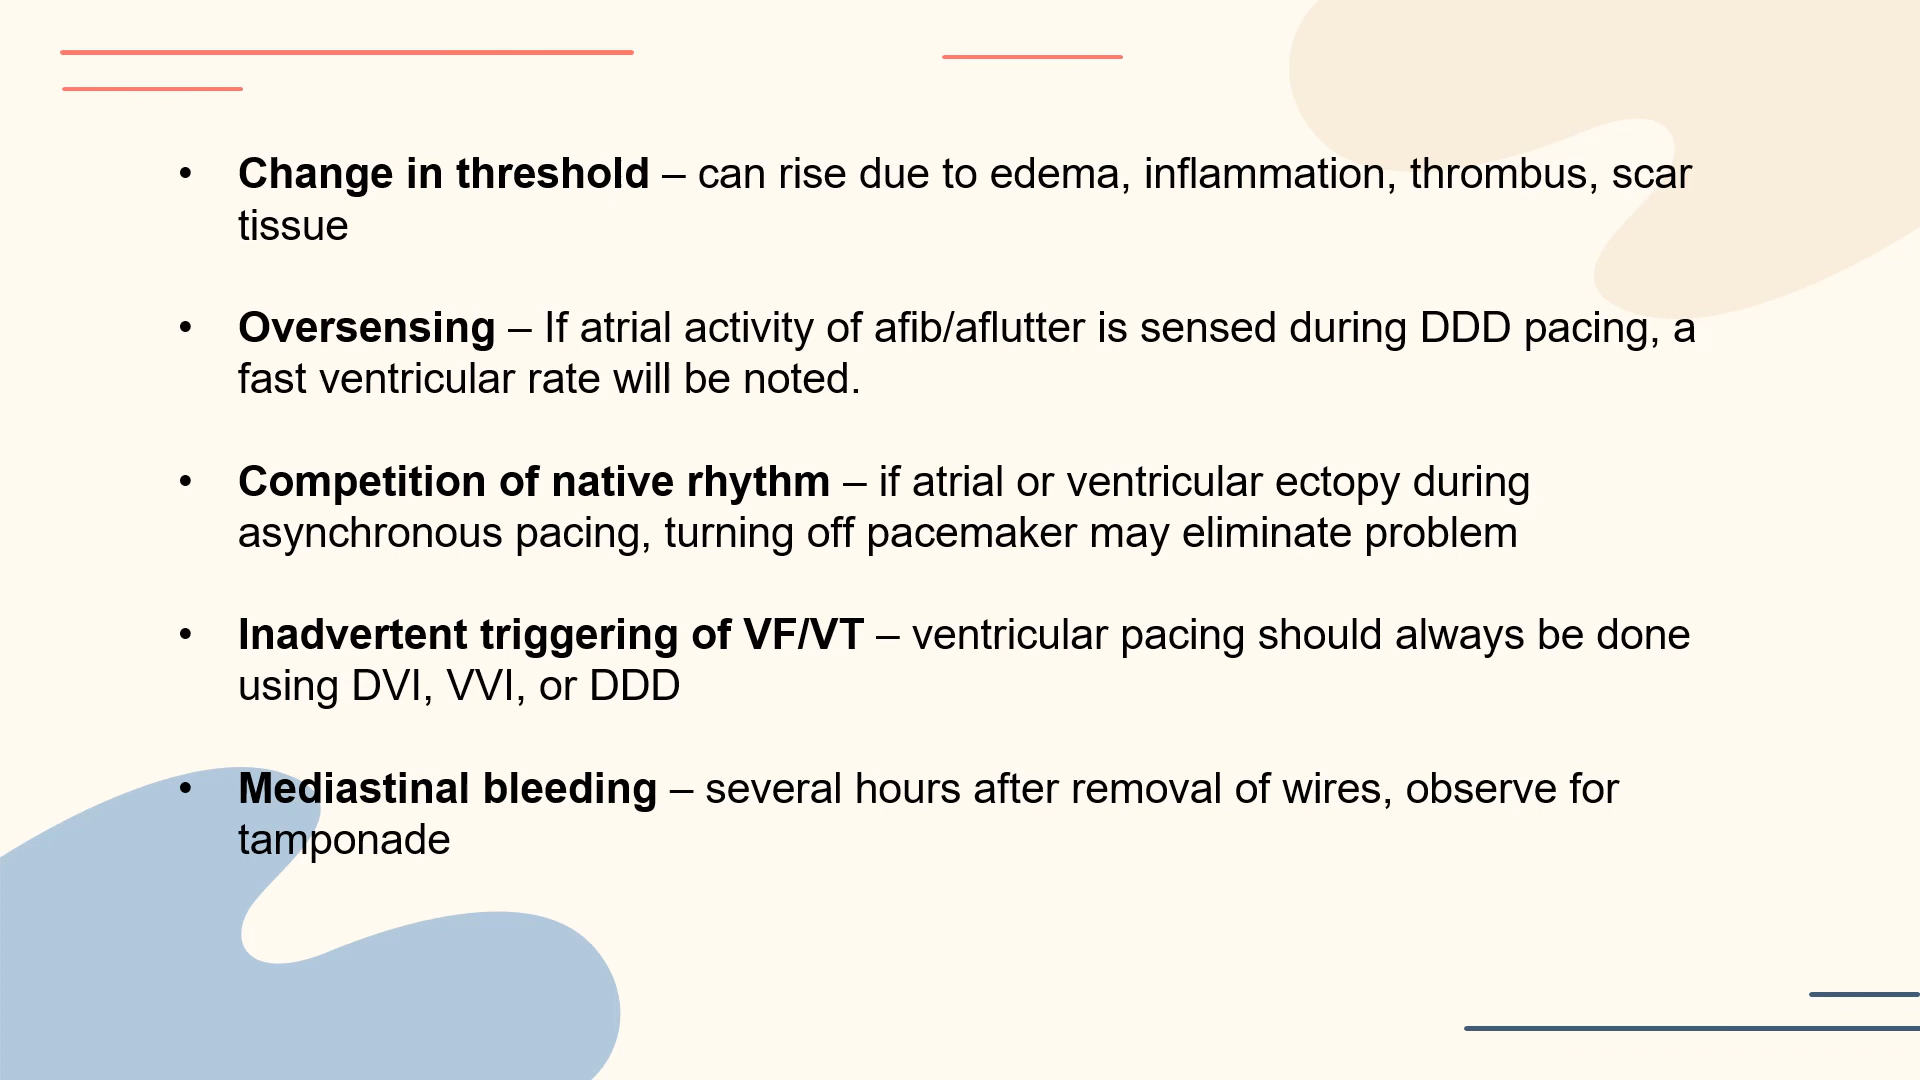 • Change in threshold – can rise due to edema, inflammation, thrombus, scar
tissue
• Oversensing – If atrial activity of afib/aflutter is sensed during DDD pacing, a
fast ventricular rate will be noted.
• Competition of native rhythm – if atrial or ventricular ectopy during
asynchronous pacing, turning off pacemaker may eliminate problem
• Inadvertent triggering of VF/VT – ventricular pacing should always be done
using DVI, VVI, or DDD
• Mediastinal bleeding – several hours after removal of wires, observe for
tamponade